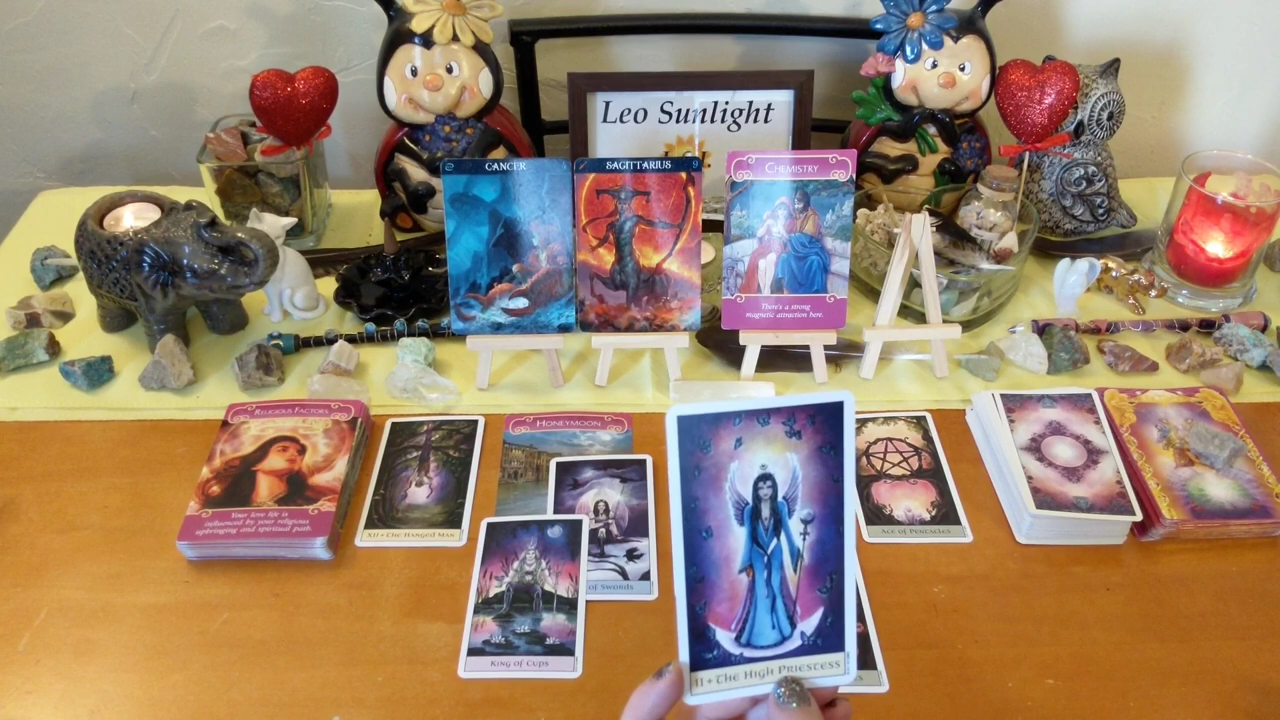 Leo Sunlight
CANCER
SAGITTARIUS 9
CHEMISTRY
There's a strong
magnetic attraction here.
RELIGIOUS FACTORS
Your love life is
influenced by your religious
upbringing and spiritual path.
XII • THE HANGED MAN
HONEYMOON
OF SWORDS
KING OF CUPS
II • THE HIGH PRIESTESS
ACE OF PENTACLES